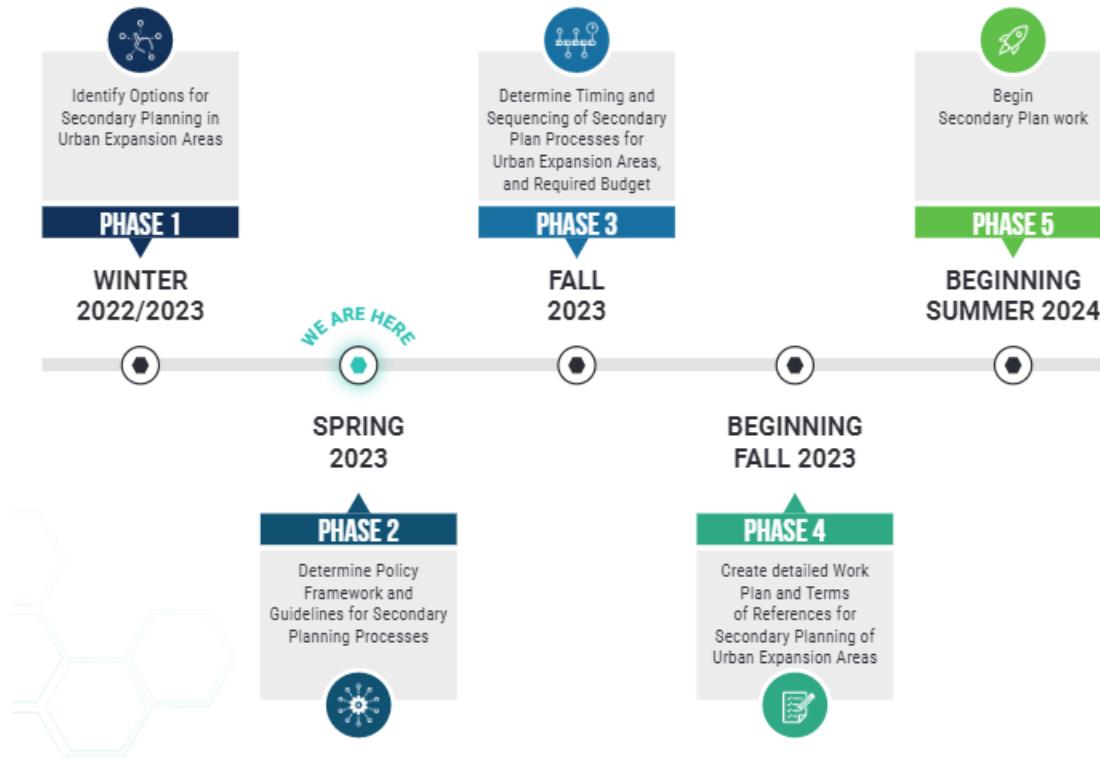 Identify Options for
Secondary Planning in
Urban Expansion Areas
PHASE 1
WINTER
2022/2023
WE ARE HERE
SPRING
2023
PHASE 2
Determine Policy
Framework and
Guidelines for Secondary
Planning Processes
Determine Timing and
Sequencing of Secondary
Plan Processes for
Urban Expansion Areas,
and Required Budget
PHASE 3
FALL
2023
BEGINNING
FALL 2023
PHASE 4
Create detailed Work
Plan and Terms
of References for
Secondary Planning of
Urban Expansion Areas
Begin
Secondary Plan work
PHASE 5
BEGINNING
SUMMER 2024